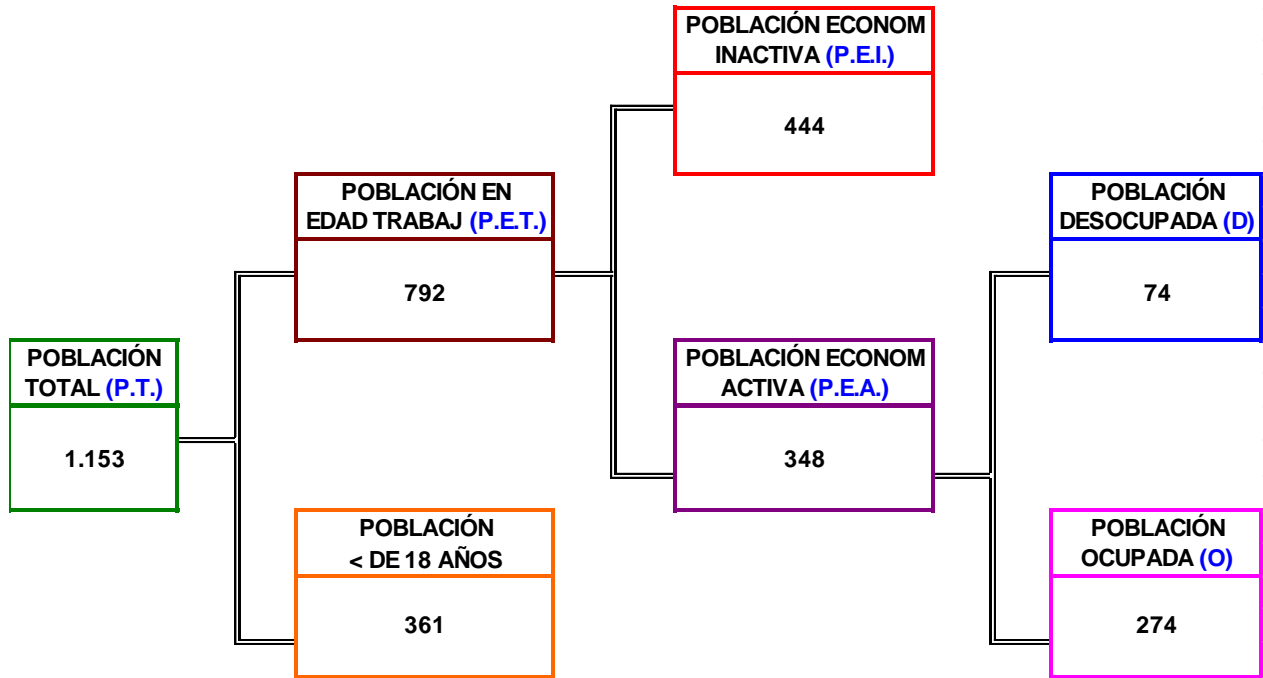 POBLACIÓN ECONOM
INACTIVA (P.E.I.)
444
POBLACIÓN EN
EDAD TRABAJ (P.E.T.)
792
POBLACIÓN
DESOCUPADA (D)
74
POBLACIÓN
TOTAL (P.T.)
1.153
POBLACIÓN ECONOM
ACTIVA (P.E.A.)
348
POBLACIÓN
< DE 18 AÑOS
361
POBLACIÓN
OCUPADA (O)
274